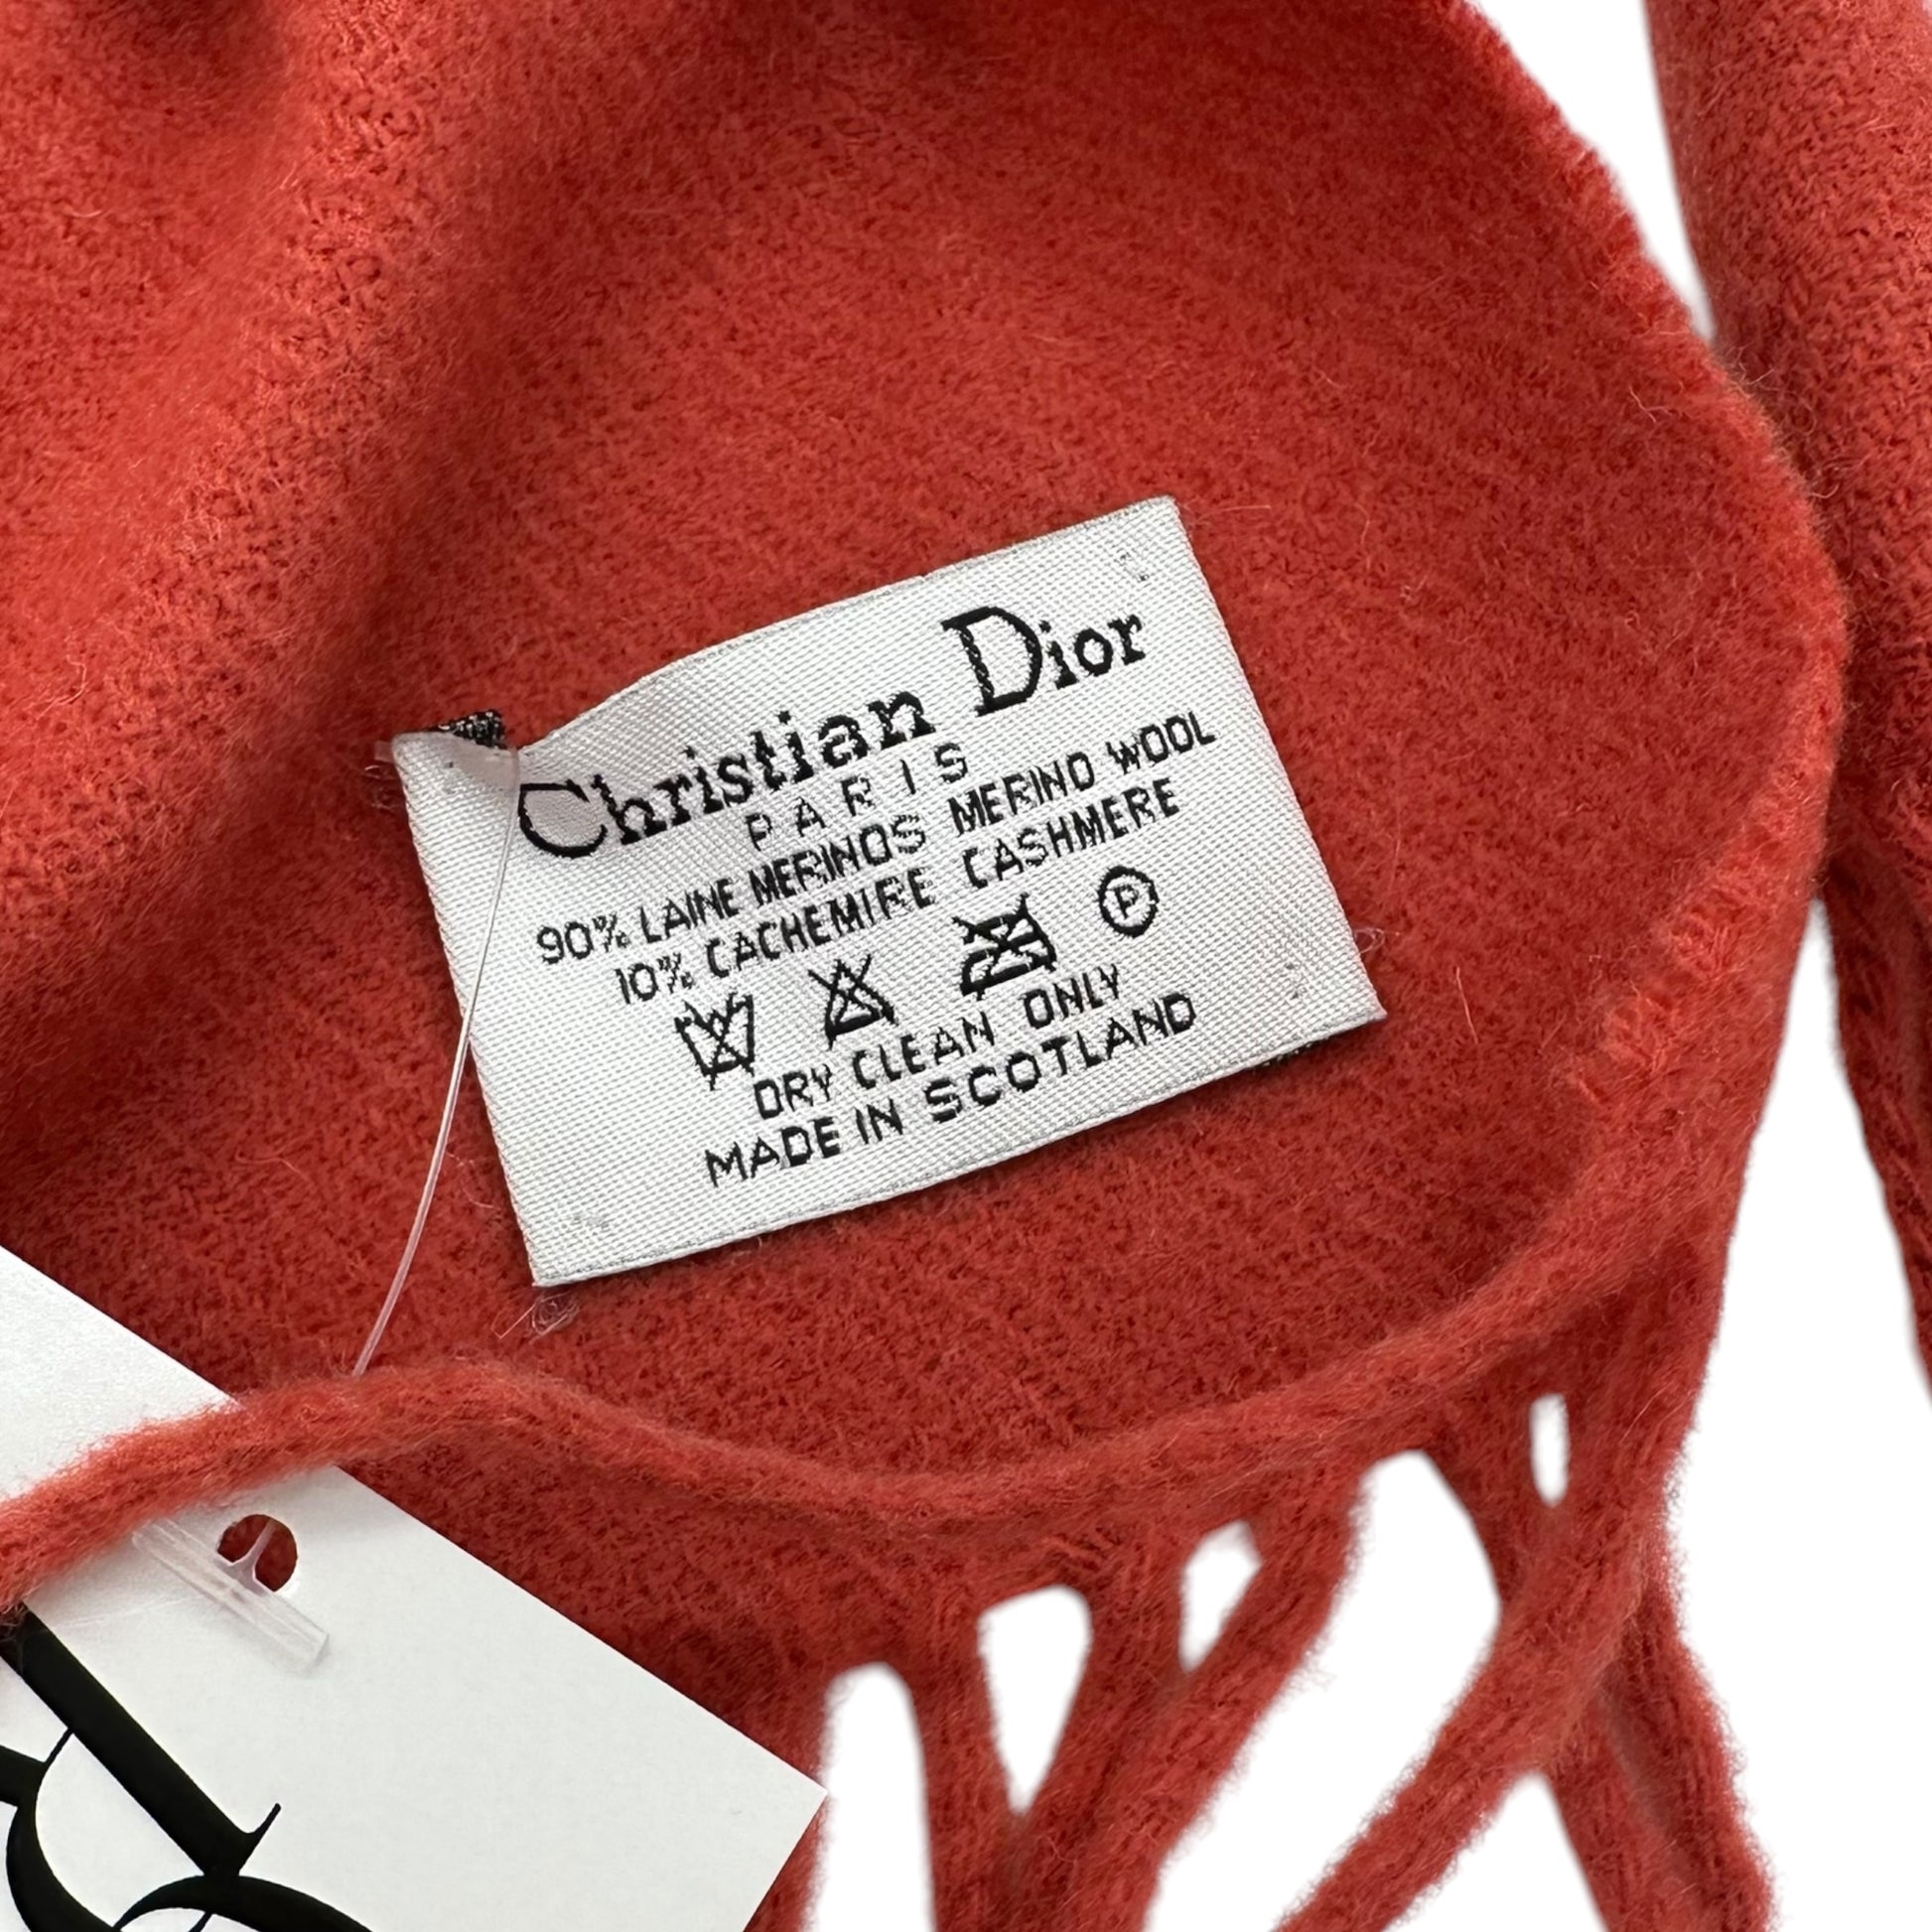 Christian Dior
PARIS
90% LAINE MERINOS MERINO WOOL
10% CACHEMIRE CASHMERE
P
DRY CLEAN ONLY
MADE IN SCOTLAND